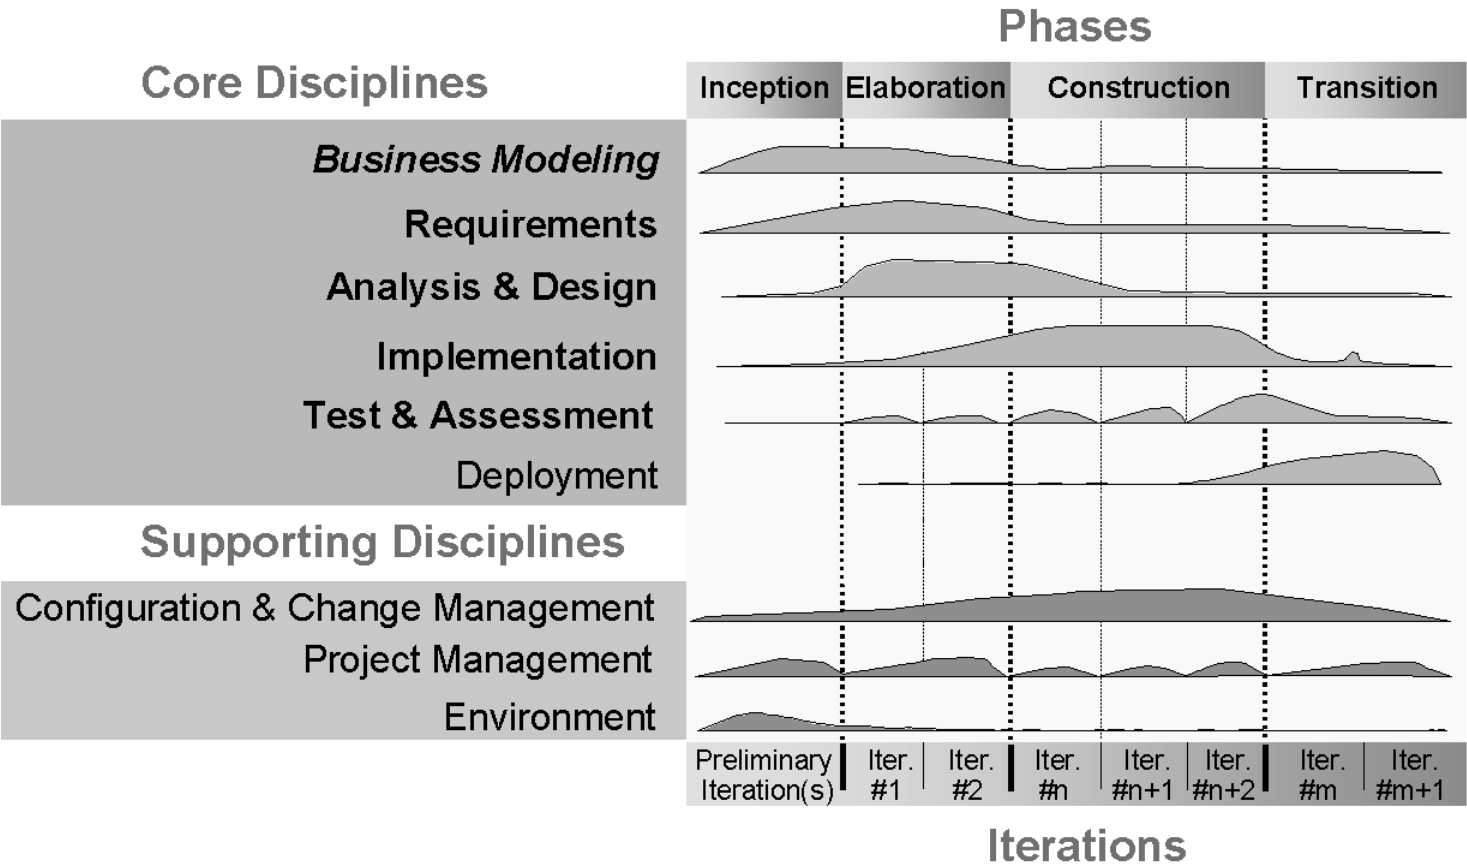 Phases
Core Disciplines
Inception Elaboration Construction Transition
Business Modeling
Requirements
Analysis & Design
Implementation
Test & Assessment
Deployment
Supporting Disciplines
Configuration & Change Management
Project Management
Environment
Preliminary Iteration(s)
Iter. #1
Iter. #2
Iter. #n
Iter. #n+1
Iter. #n+2
Iter. #m
Iter. #m+1
Iterations